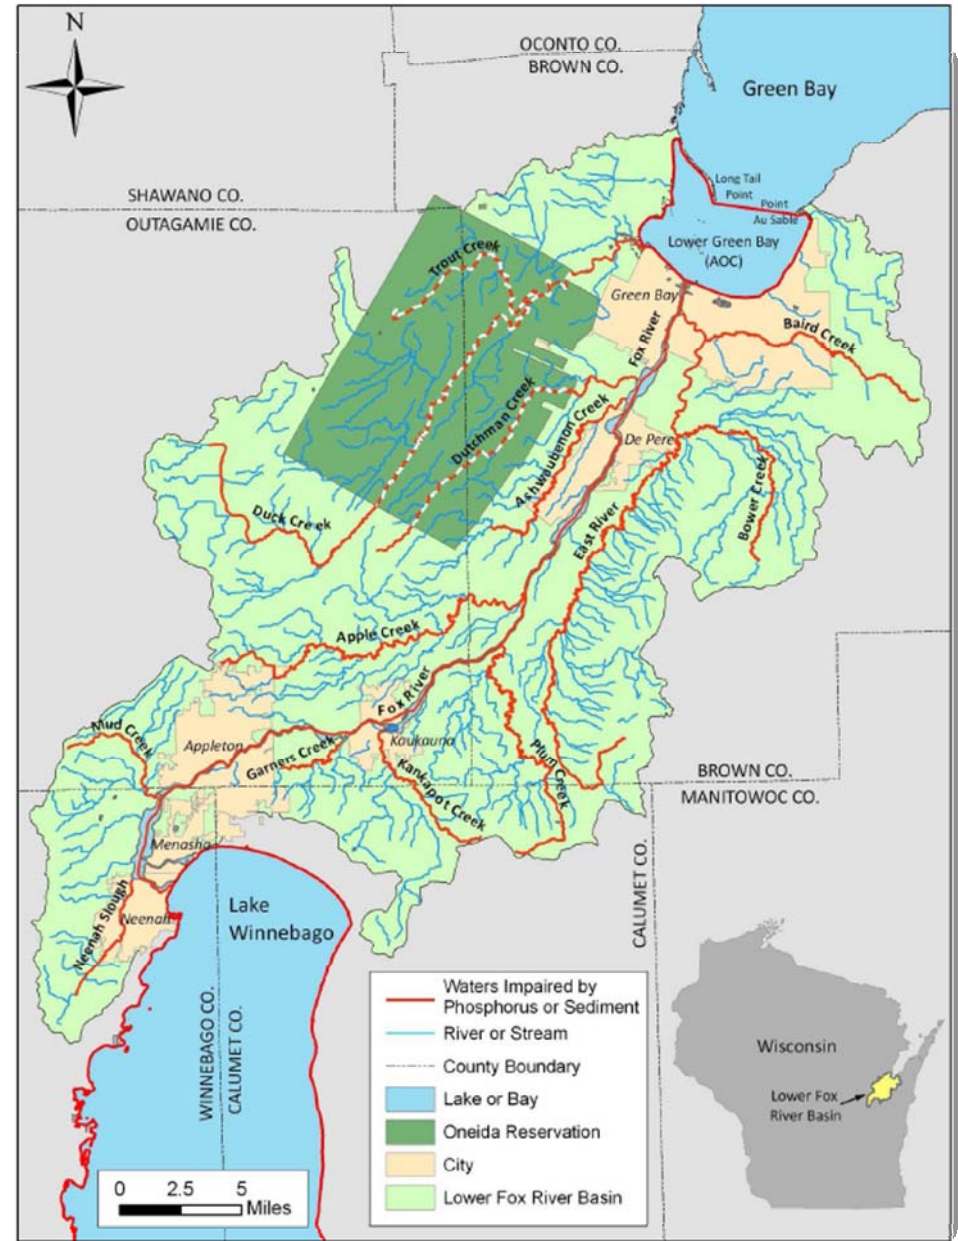 N
OCONTO CO.
BROWN CO.
Green Bay
SHAWANO CO.
OUTAGAMIE CO.
Long Tail
Point
Point
Au Sable
Lower Green Bay
(AOC)
Trout Creek
Green Bay
Fox River
Baird Creek
Dutchman Creek
Ashwaubenon Creek
De Pere
Duck Creek
East River
Bower Creek
Apple Creek
Fox River
Mud Creek
Appleton
Garners Creek
Kaukauna
Kankapot Creek
Plum Creek
BROWN CO.
MANITOWOC CO.
Menasha
Neenah Slough
Neenah
Lake
Winnebago
CALUMET CO.
WINNEBAGO CO.
CALUMET CO.
Waters Impaired by
Phosphorus or Sediment
River or Stream
County Boundary
Lake or Bay
Oneida Reservation
City
Lower Fox River Basin
0 2.5 5
Miles
Wisconsin
Lower Fox
River Basin